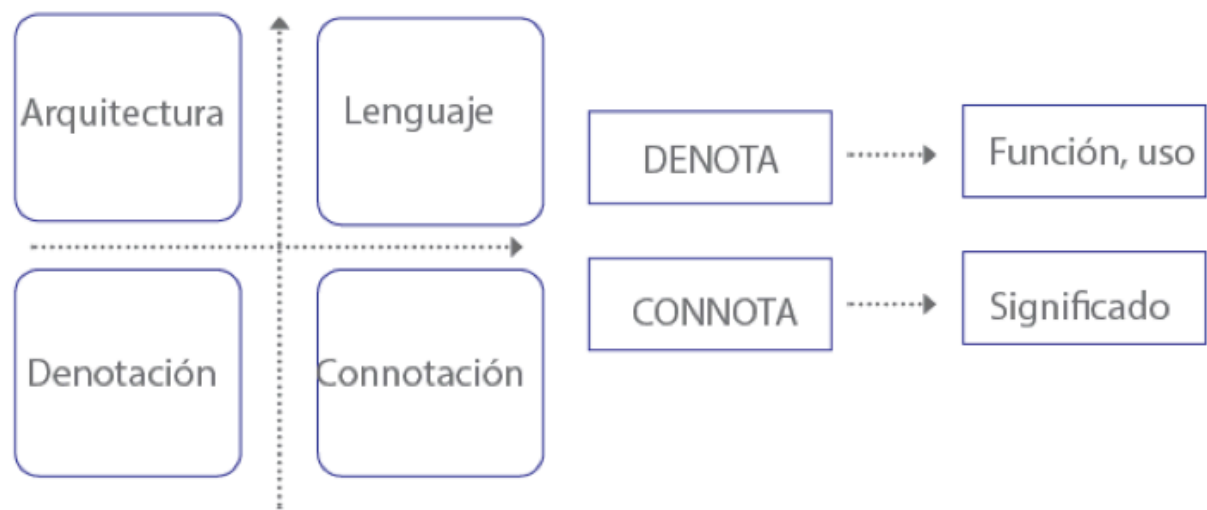 Arquitectura
Lenguaje
Denotación
Connotación
DENOTA
Función, uso
CONNOTA
Significado